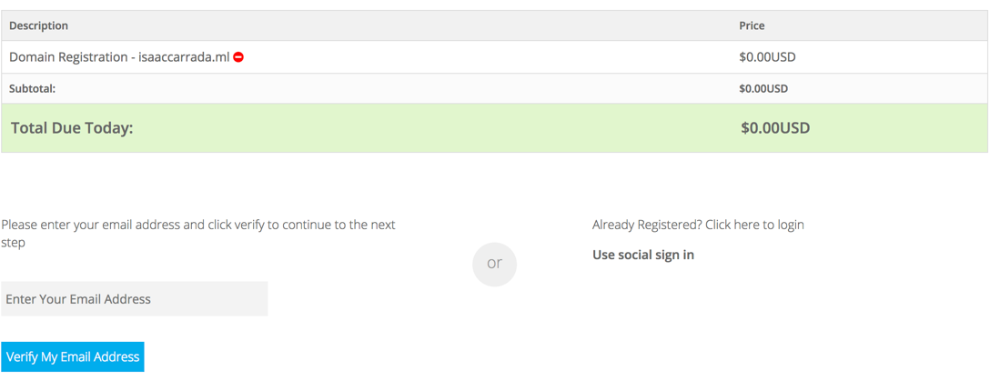 Description Price
Domain Registration - isaaccarrada.ml $0.00USD
Subtotal: $0.00USD
Total Due Today: $0.00USD
Please enter your email address and click verify to continue to the next
step
or
Already Registered? Click here to login
Use social sign in
Enter Your Email Address
Verify My Email Address